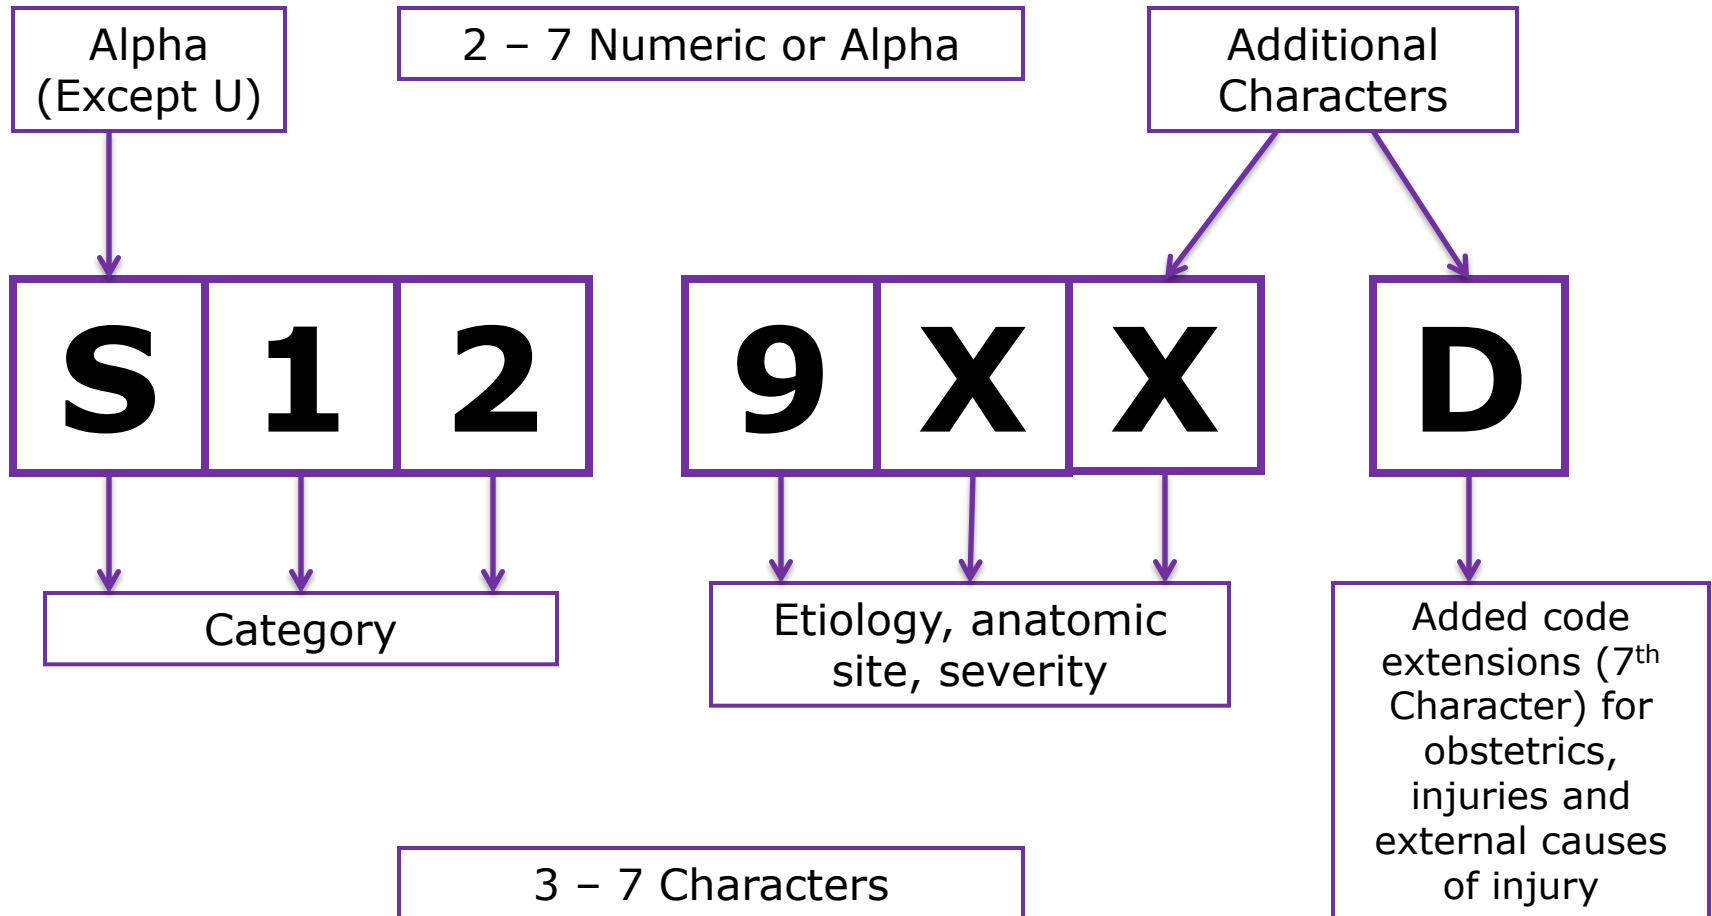 Alpha
(Except U)
2 – 7 Numeric or Alpha
Additional
Characters
S 1 2 9 X X D
Category
Etiology, anatomic
site, severity
Added code
extensions (7th
Character) for
obstetrics,
injuries and
external causes
of injury
3 – 7 Characters